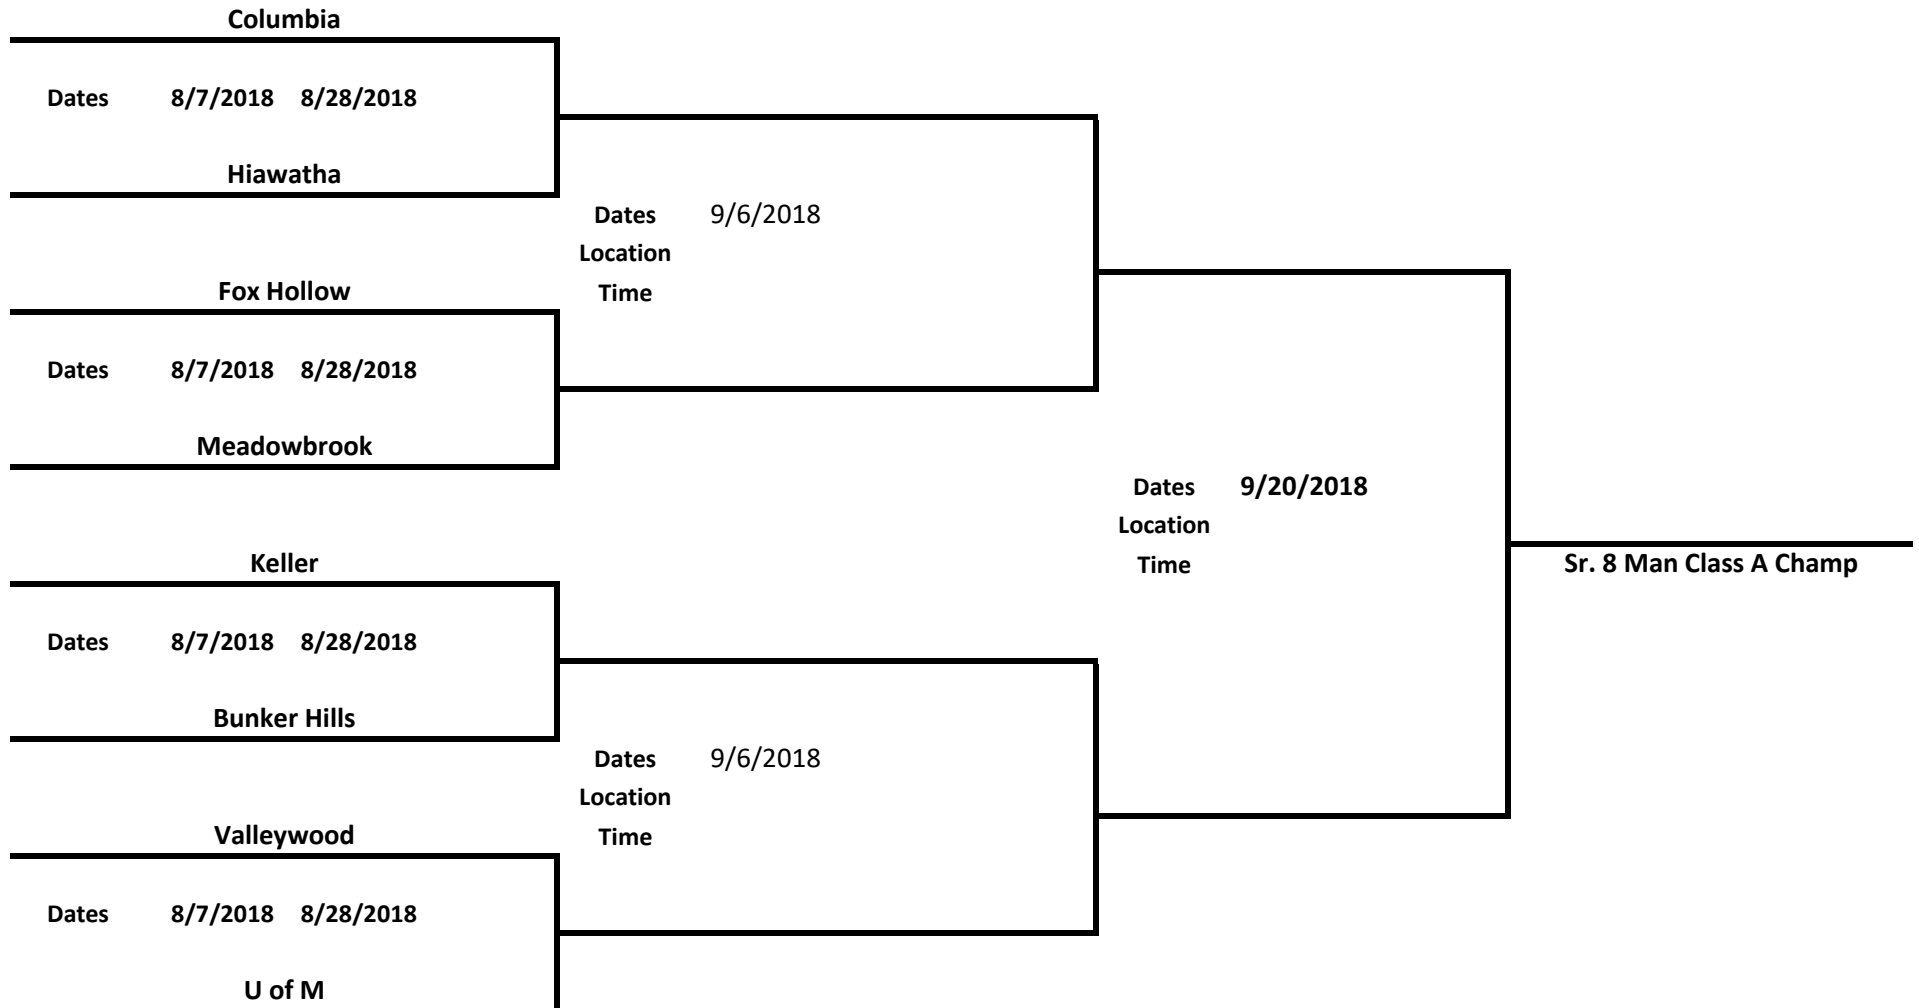 Columbia
Dates 8/7/2018 8/28/2018
Hiawatha
Dates 9/6/2018
Location
Time
Fox Hollow
Dates 8/7/2018 8/28/2018
Meadowbrook
Dates 9/20/2018
Location
Time
Sr. 8 Man Class A Champ
Keller
Dates 8/7/2018 8/28/2018
Bunker Hills
Dates 9/6/2018
Location
Time
Valleywood
Dates 8/7/2018 8/28/2018
U of M